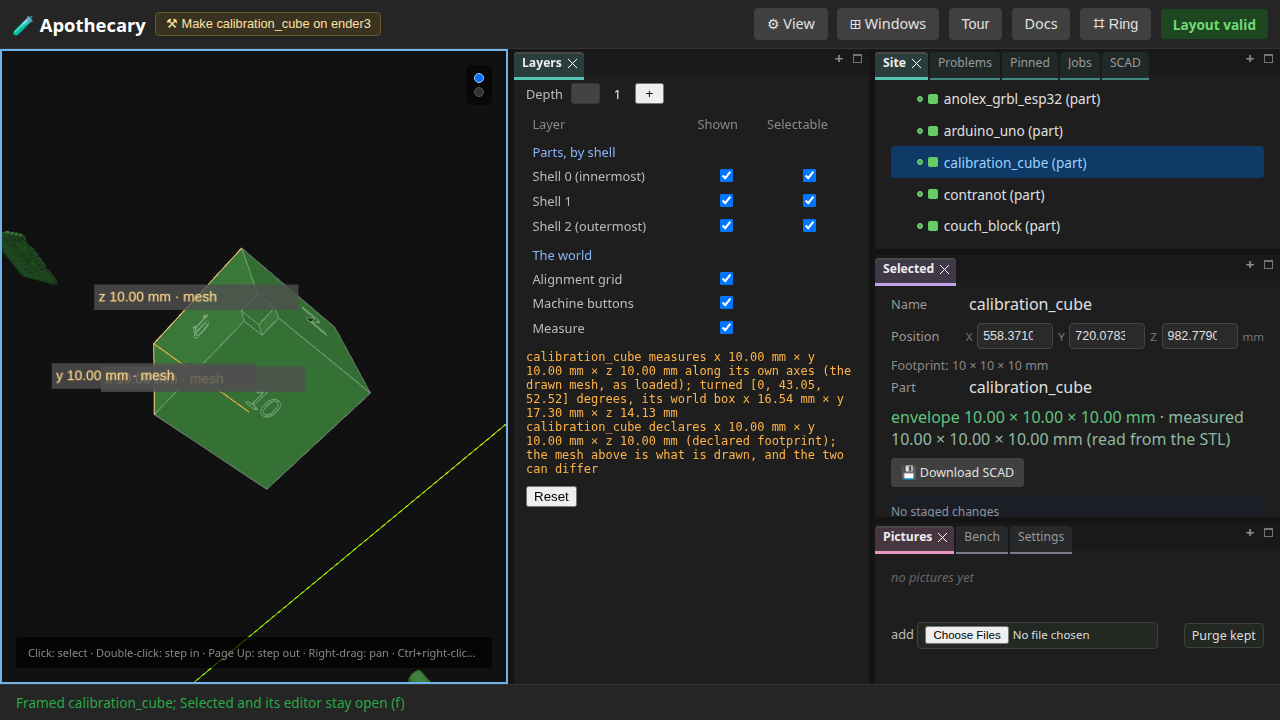 🧪 Apothecary
⚒ Make calibration_cube on ender3
⚙ View
⊞ Windows
Tour
Docs
⌗ Ring
Layout valid
z 10.00 mm · mesh
y 10.00 mm · mesh
10
Click: select · Double-click: step in · Page Up: step out · Right-drag: pan · Ctrl+right-clic…
Layers
Depth - 1 +
Layer Shown Selectable
Parts, by shell
Shell 0 (innermost)
Shell 1
Shell 2 (outermost)
The world
Alignment grid
Machine buttons
Measure
calibration_cube measures x 10.00 mm × y
10.00 mm × z 10.00 mm along its own axes (the
drawn mesh, as loaded); turned [0, 43.05,
52.52] degrees, its world box x 16.54 mm × y
17.30 mm × z 14.13 mm
calibration_cube declares x 10.00 mm × y
10.00 mm × z 10.00 mm (declared footprint);
the mesh above is what is drawn, and the two
can differ
Reset
Site Problems Pinned Jobs SCAD
anolex_grbl_esp32 (part)
arduino_uno (part)
calibration_cube (part)
contranot (part)
couch_block (part)
Selected
Name calibration_cube
Position X 558.3710 Y 720.0783 Z 982.7790 mm
Footprint: 10 × 10 × 10 mm
Part calibration_cube
envelope 10.00 × 10.00 × 10.00 mm · measured
10.00 × 10.00 × 10.00 mm (read from the STL)
💾 Download SCAD
No staged changes
Pictures Bench Settings
no pictures yet
add Choose Files No file chosen
Purge kept
Framed calibration_cube; Selected and its editor stay open (f)